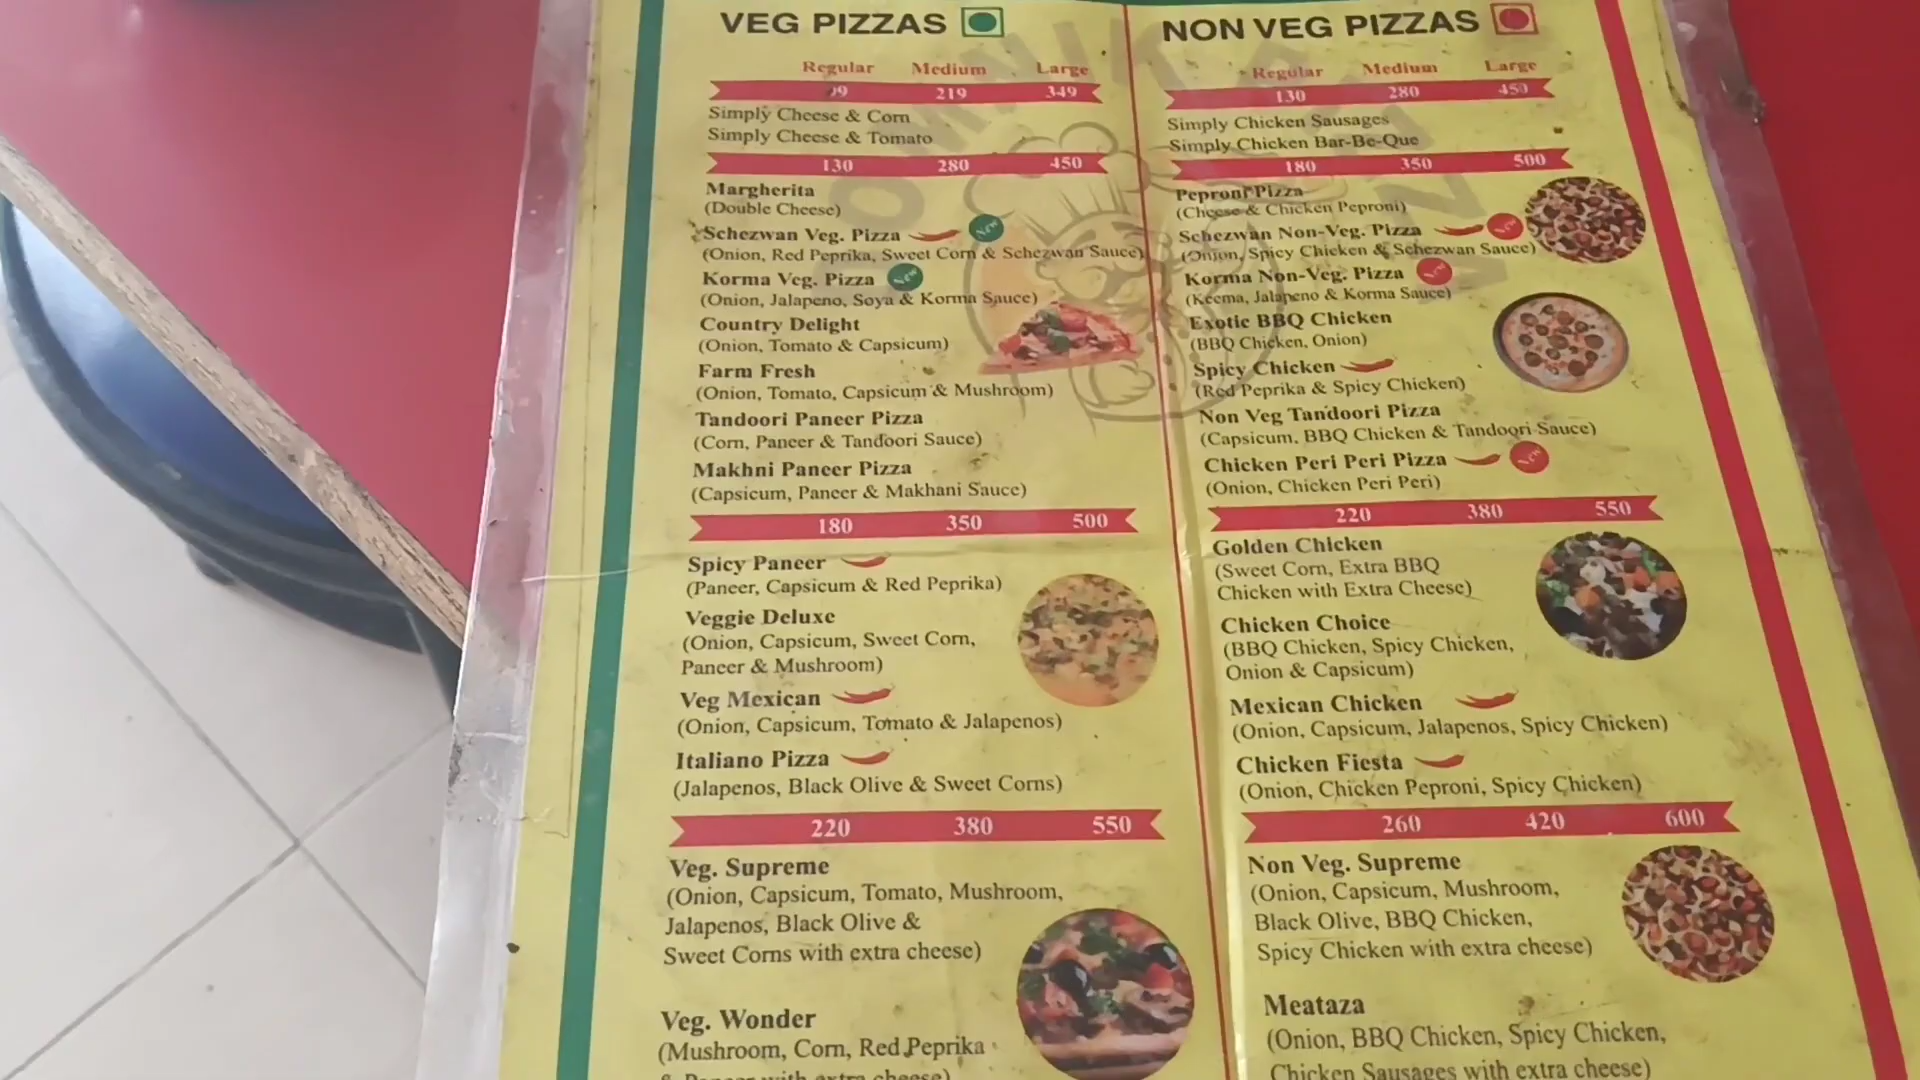 VEG PIZZAS
Regular Medium Large
99 219 349
Simply Cheese & Corn
Simply Cheese & Tomato
130 280 450
Margherita
(Double Cheese)
Schezwan Veg. Pizza New
(Onion, Red Peprika, Sweet Corn & Schezwan Sauce)
Korma Veg. Pizza New
(Onion, Jalapeno, Soya & Korma Sauce)
Country Delight
(Onion, Tomato & Capsicum)
Farm Fresh
(Onion, Tomato, Capsicum & Mushroom)
Tandoori Paneer Pizza
(Corn, Paneer & Tandoori Sauce)
Makhni Paneer Pizza
(Capsicum, Paneer & Makhani Sauce)
180 350 500
Spicy Paneer
(Paneer, Capsicum & Red Peprika)
Veggie Deluxe
(Onion, Capsicum, Sweet Corn,
Paneer & Mushroom)
Veg Mexican
(Onion, Capsicum, Tomato & Jalapenos)
Italiano Pizza
(Jalapenos, Black Olive & Sweet Corns)
220 380 550
Veg. Supreme
(Onion, Capsicum, Tomato, Mushroom,
Jalapenos, Black Olive &
Sweet Corns with extra cheese)
Veg. Wonder
(Mushroom, Corn, Red Peprika
& Paneer with extra cheese)
NON VEG PIZZAS
Regular Medium Large
130 280 450
Simply Chicken Sausages
Simply Chicken Bar-Be-Que
180 350 500
Peproni Pizza
(Cheese & Chicken Peproni)
Schezwan Non-Veg. Pizza New
(Onion, Spicy Chicken & Schezwan Sauce)
Korma Non-Veg. Pizza New
(Keema, Jalapeno & Korma Sauce)
Exotic BBQ Chicken
(BBQ Chicken, Onion)
Spicy Chicken
(Red Peprika & Spicy Chicken)
Non Veg Tandoori Pizza
(Capsicum, BBQ Chicken & Tandoori Sauce)
Chicken Peri Peri Pizza New
(Onion, Chicken Peri Peri)
220 380 550
Golden Chicken
(Sweet Corn, Extra BBQ
Chicken with Extra Cheese)
Chicken Choice
(BBQ Chicken, Spicy Chicken,
Onion & Capsicum)
Mexican Chicken
(Onion, Capsicum, Jalapenos, Spicy Chicken)
Chicken Fiesta
(Onion, Chicken Peproni, Spicy Chicken)
260 420 600
Non Veg. Supreme
(Onion, Capsicum, Mushroom,
Black Olive, BBQ Chicken,
Spicy Chicken with extra cheese)
Meataza
(Onion, BBQ Chicken, Spicy Chicken,
Chicken Sausages with extra cheese)